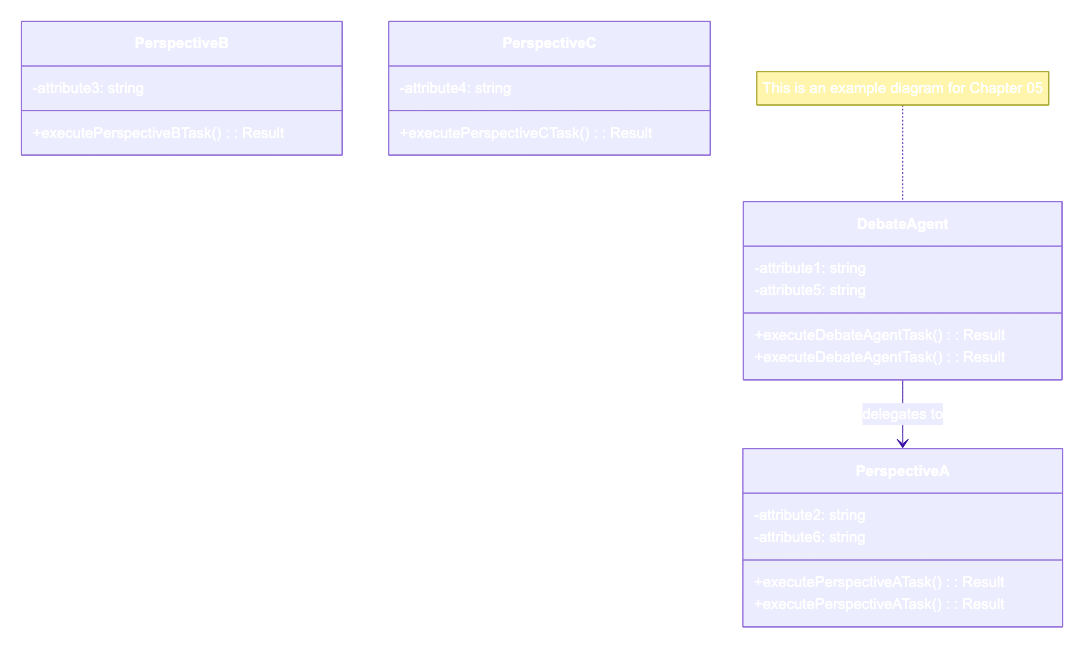 PerspectiveB
-attribute3: string
+executePerspectiveBTask() : : Result
PerspectiveC
-attribute4: string
+executePerspectiveCTask() : : Result
This is an example diagram for Chapter 05
DebateAgent
-attribute1: string
-attribute5: string
+executeDebateAgentTask() : : Result
+executeDebateAgentTask() : : Result
delegates to
PerspectiveA
-attribute2: string
-attribute6: string
+executePerspectiveATask() : : Result
+executePerspectiveATask() : : Result